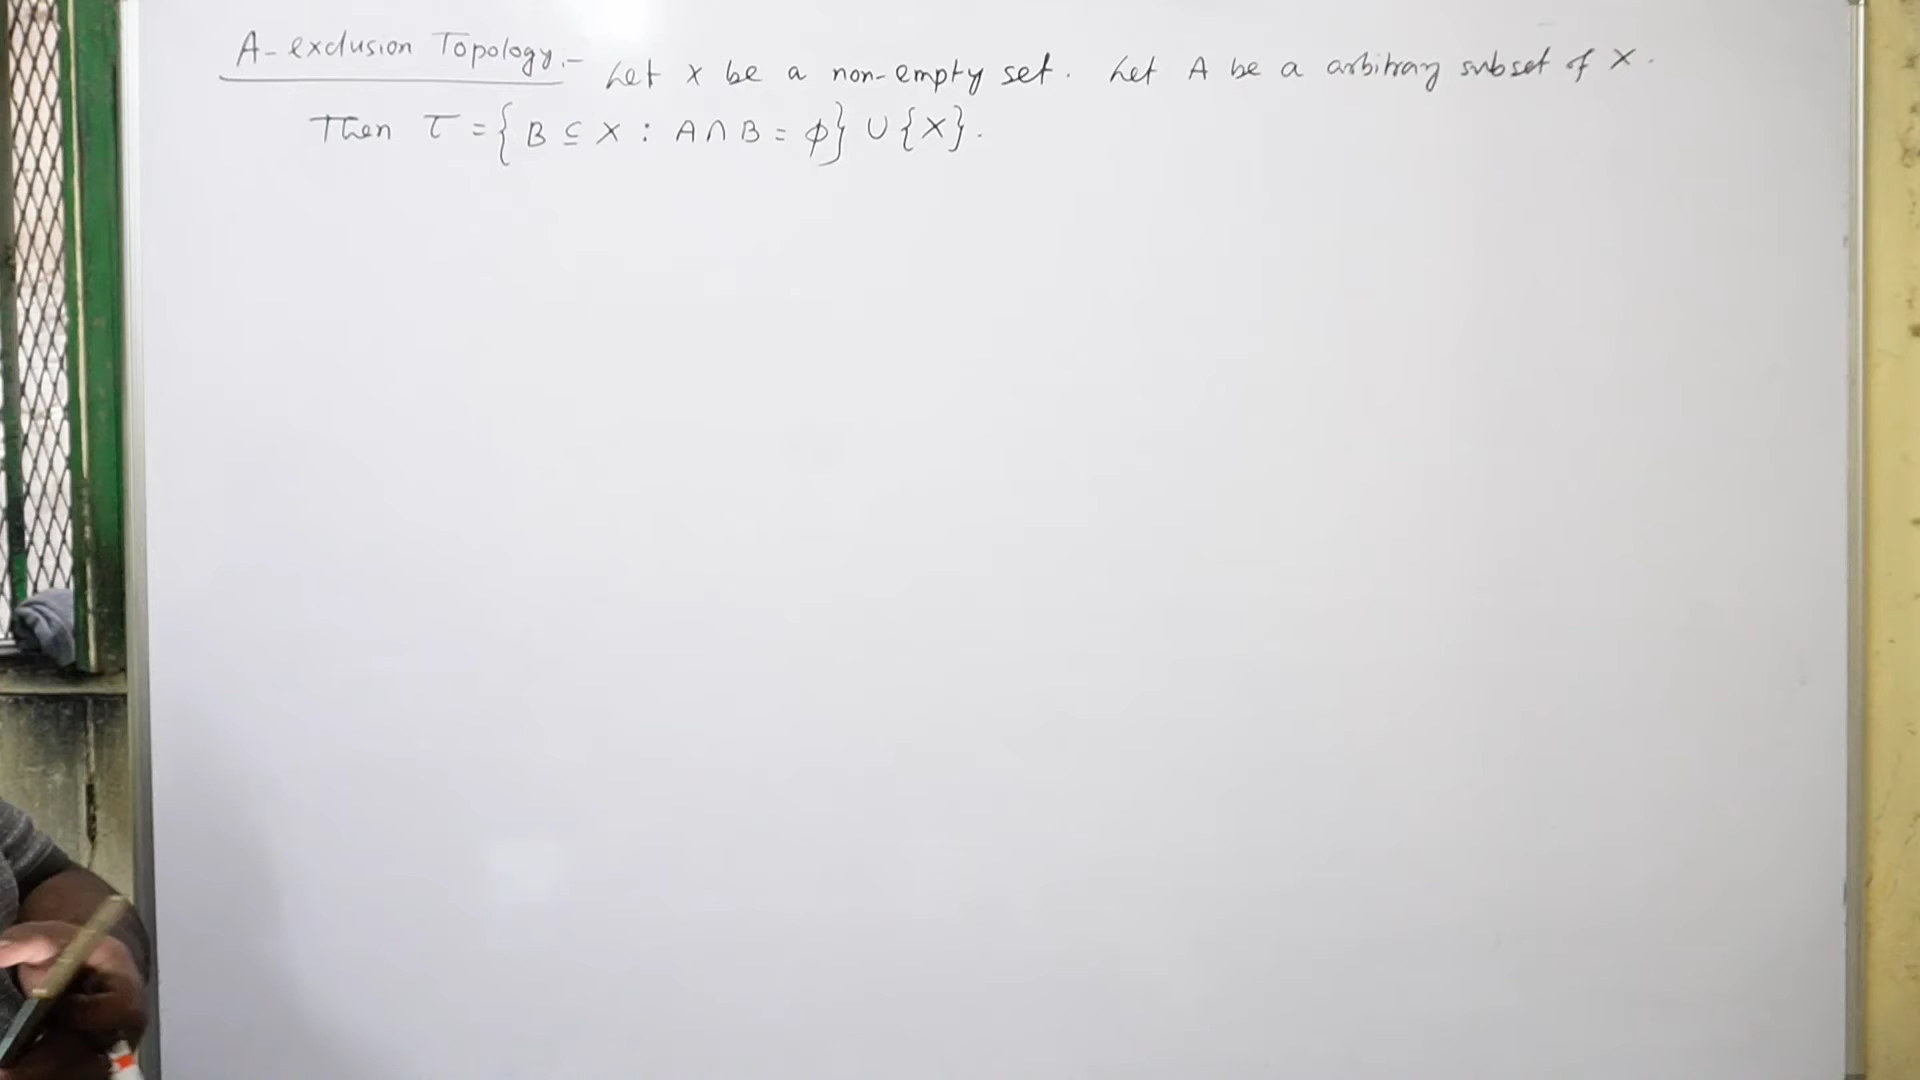 A-exclusion Topology.- Let X be a non-empty set. Let A be a arbitrary subset of X.
Then τ = { B ⊆ X : A ∩ B = ϕ} ∪ {X}.